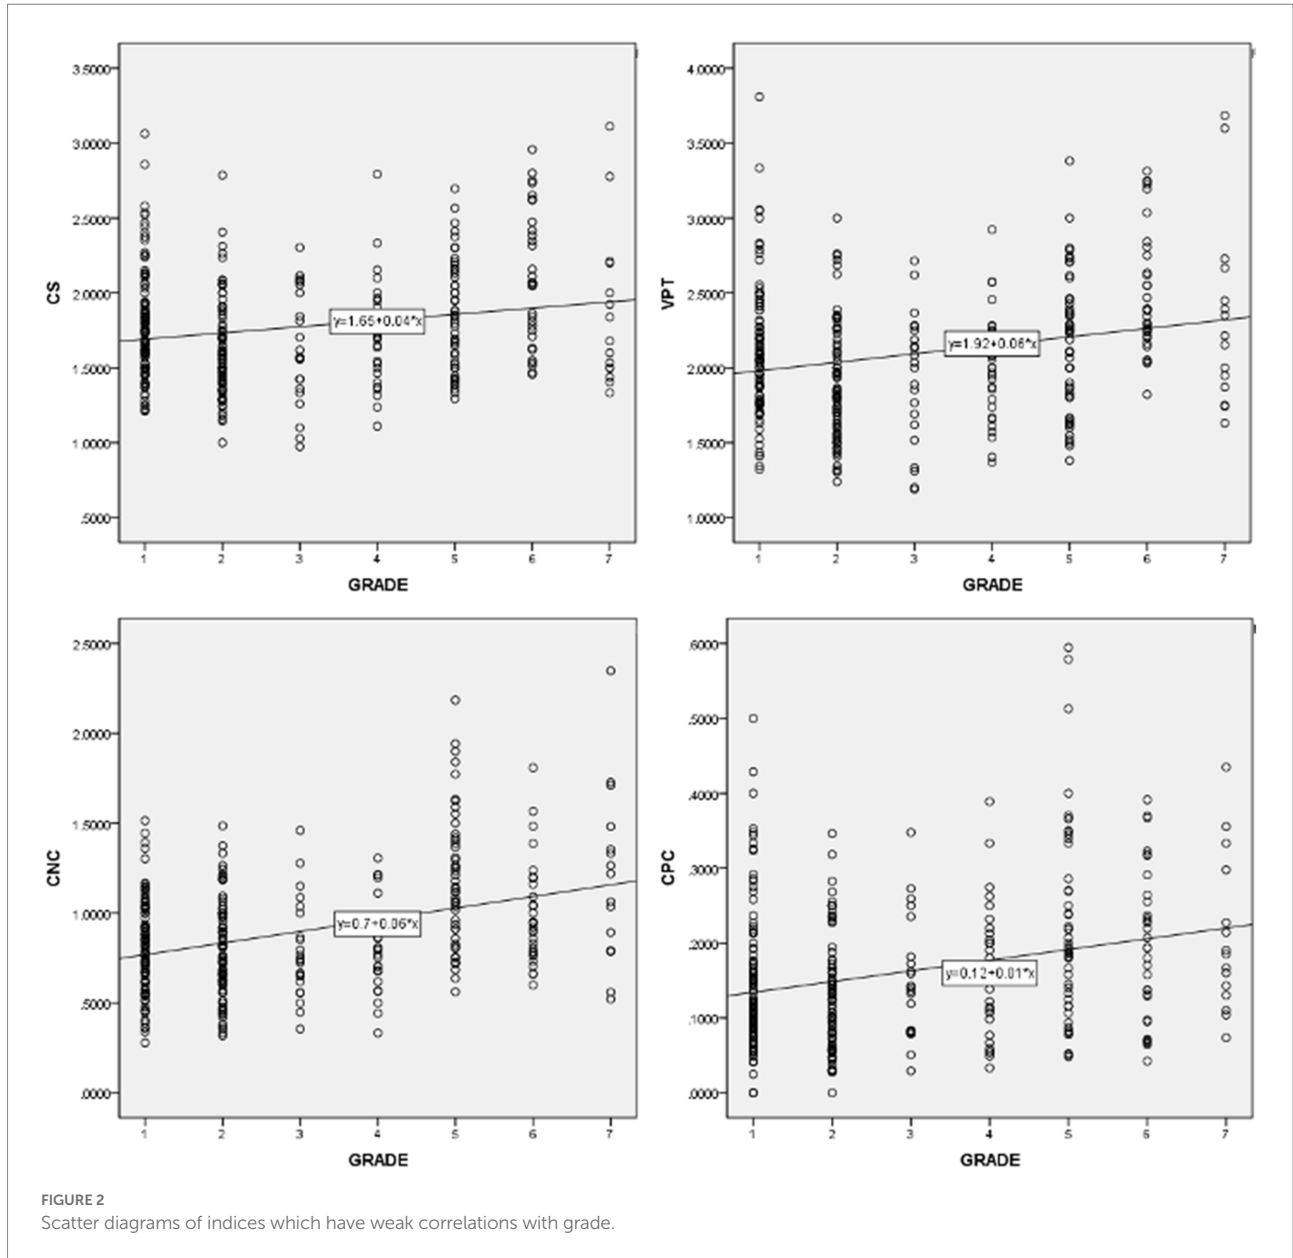 3.5000
3.0000
2.5000
2.0000
1.5000
1.0000
.5000
CS
y=1.65+0.04*x
1 2 3 4 5 6 7
GRADE
4.0000
3.5000
3.0000
2.5000
2.0000
1.5000
1.0000
VPT
y=1.92+0.06*x
1 2 3 4 5 6 7
GRADE
2.5000
2.0000
1.5000
1.0000
.5000
.0000
CNC
y=0.7+0.06*x
1 2 3 4 5 6 7
GRADE
.6000
.5000
.4000
.3000
.2000
.1000
.0000
CPC
y=0.12+0.01*x
1 2 3 4 5 6 7
GRADE
FIGURE 2
Scatter diagrams of indices which have weak correlations with grade.